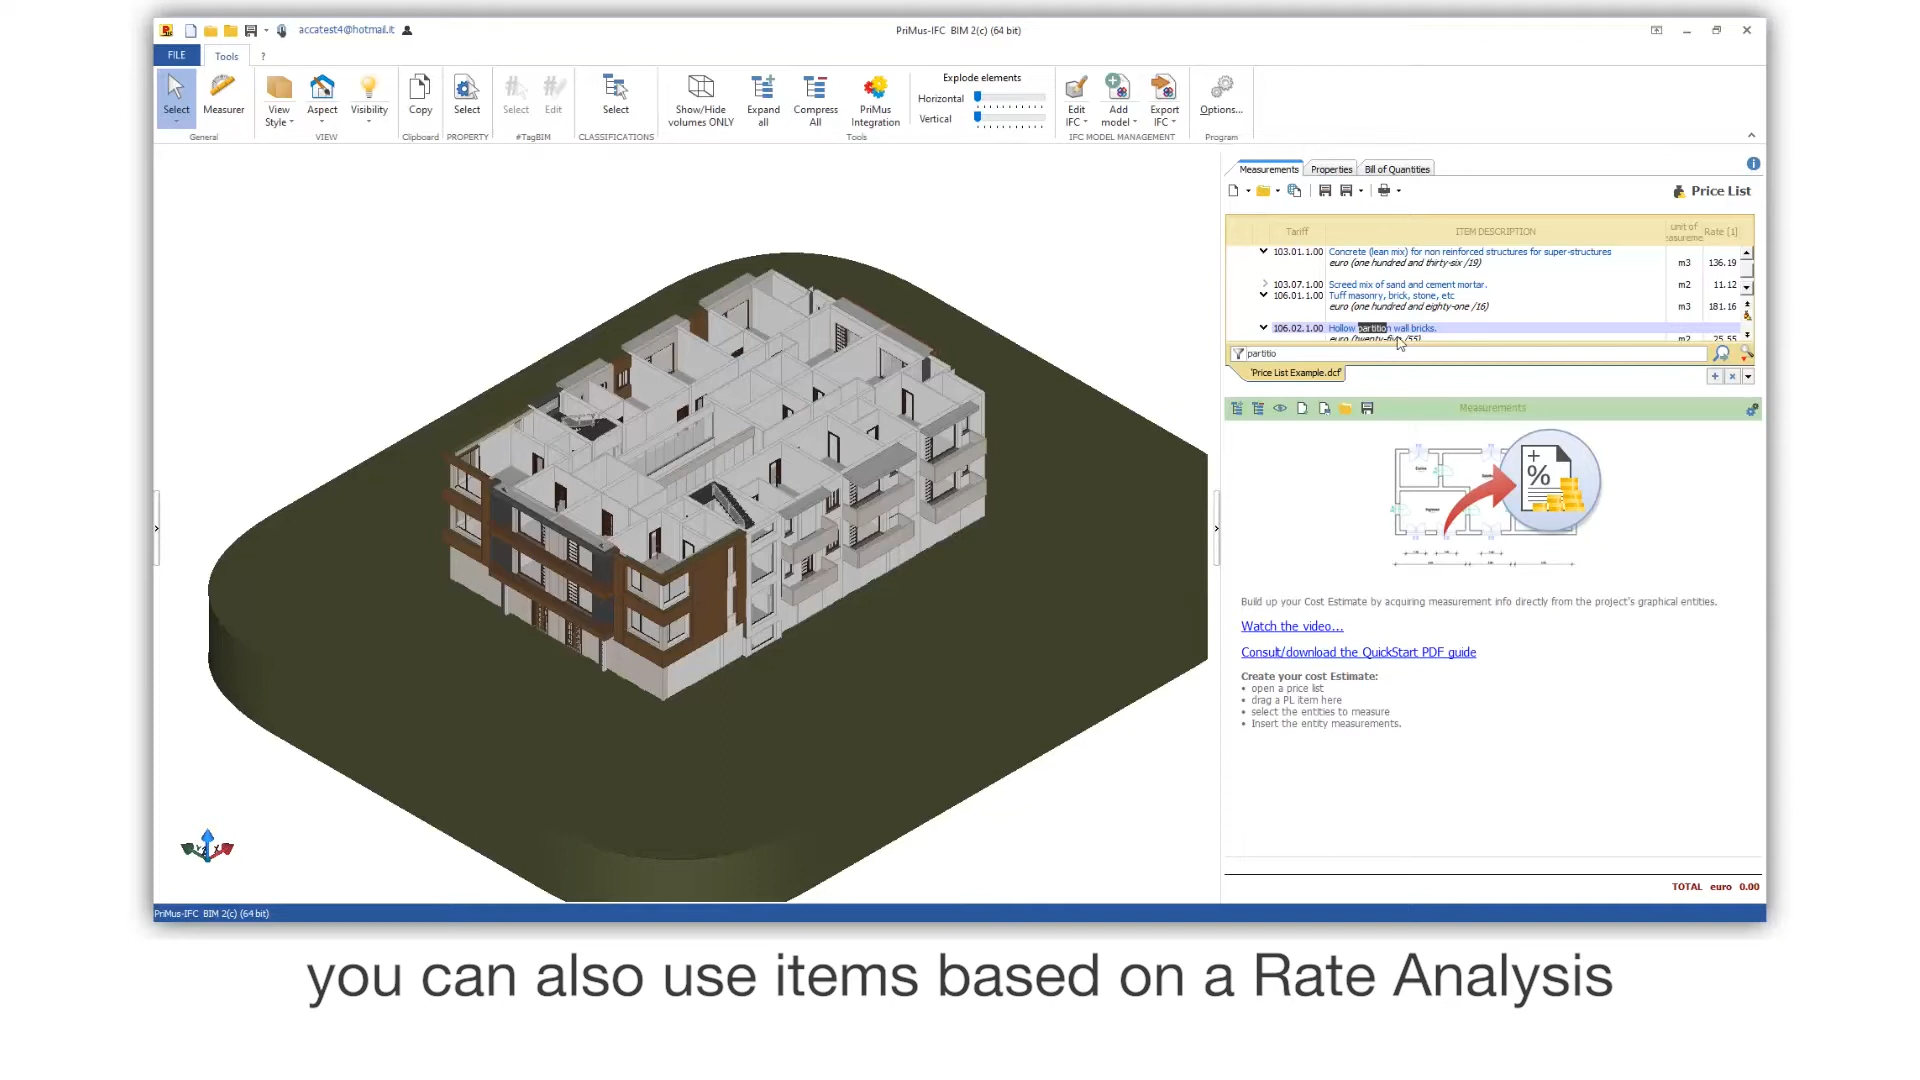 accatest4@hotmail.it
PriMus-IFC BIM 2(c) (64 bit)
FILE
Tools
?
Select
Measurer
View Style
Aspect
Visibility
Copy
Select
Select
Edit
Select
Show/Hide volumes ONLY
Expand all
Compress All
PriMus Integration
Explode elements
Horizontal
Vertical
Edit IFC
Add model
Export IFC
Options...
General
VIEW
Clipboard
PROPERTY
#TagBIM
CLASSIFICATIONS
Tools
IFC MODEL MANAGEMENT
Program
Measurements
Properties
Bill of Quantities
Price List
Tariff
ITEM DESCRIPTION
unit of
Rate [1]
103.01.1.00 Concrete (lean mix) for non reinforced structures for super-structures
euro (one hundred and thirty-six /19) m3 136.19
103.07.1.00 Screed mix of sand and cement mortar. m2 11.12
106.01.1.00 Tuff masonry, brick, stone, etc
euro (one hundred and eighty-one /16) m3 181.16
106.02.1.00 Hollow partition wall bricks.
euro (twenty-five /55) m2 25.55
partitio
'Price List Example.dcf'
Measurements
Build up your Cost Estimate by acquiring measurement info directly from the project's graphical entities.
Watch the video...
Consult/download the QuickStart PDF guide
Create your cost Estimate:
• open a price list
• drag a PL item here
• select the entities to measure
• Insert the entity measurements.
TOTAL euro 0.00
PriMus-IFC BIM 2(c) (64 bit)
you can also use items based on a Rate Analysis